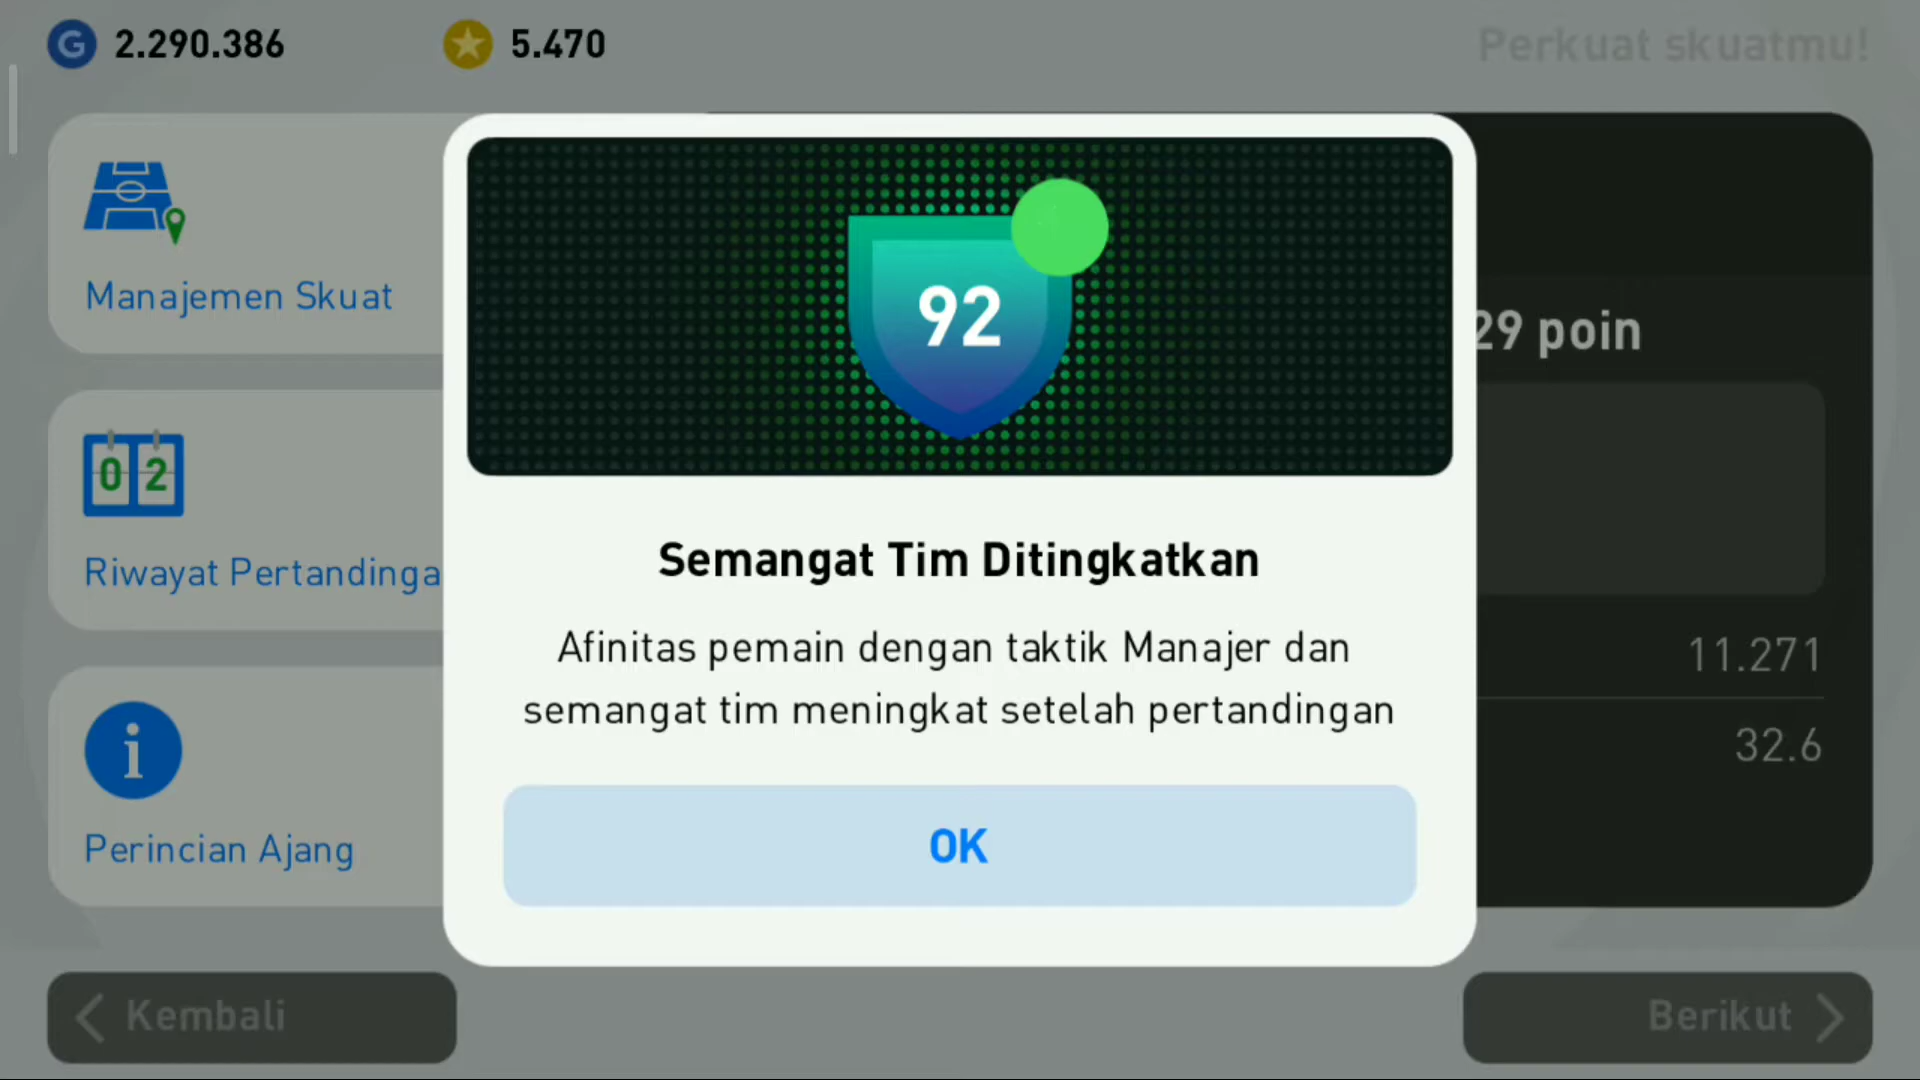 G 2.290.386
5.470
Perkuat skuatmu!
Manajemen Skuat
02
Riwayat Pertandinga
i
Perincian Ajang
92
Semangat Tim Ditingkatkan
Afinitas pemain dengan taktik Manajer dan
semangat tim meningkat setelah pertandingan
OK
29 poin
11.271
32.6
Kembali
Berikut